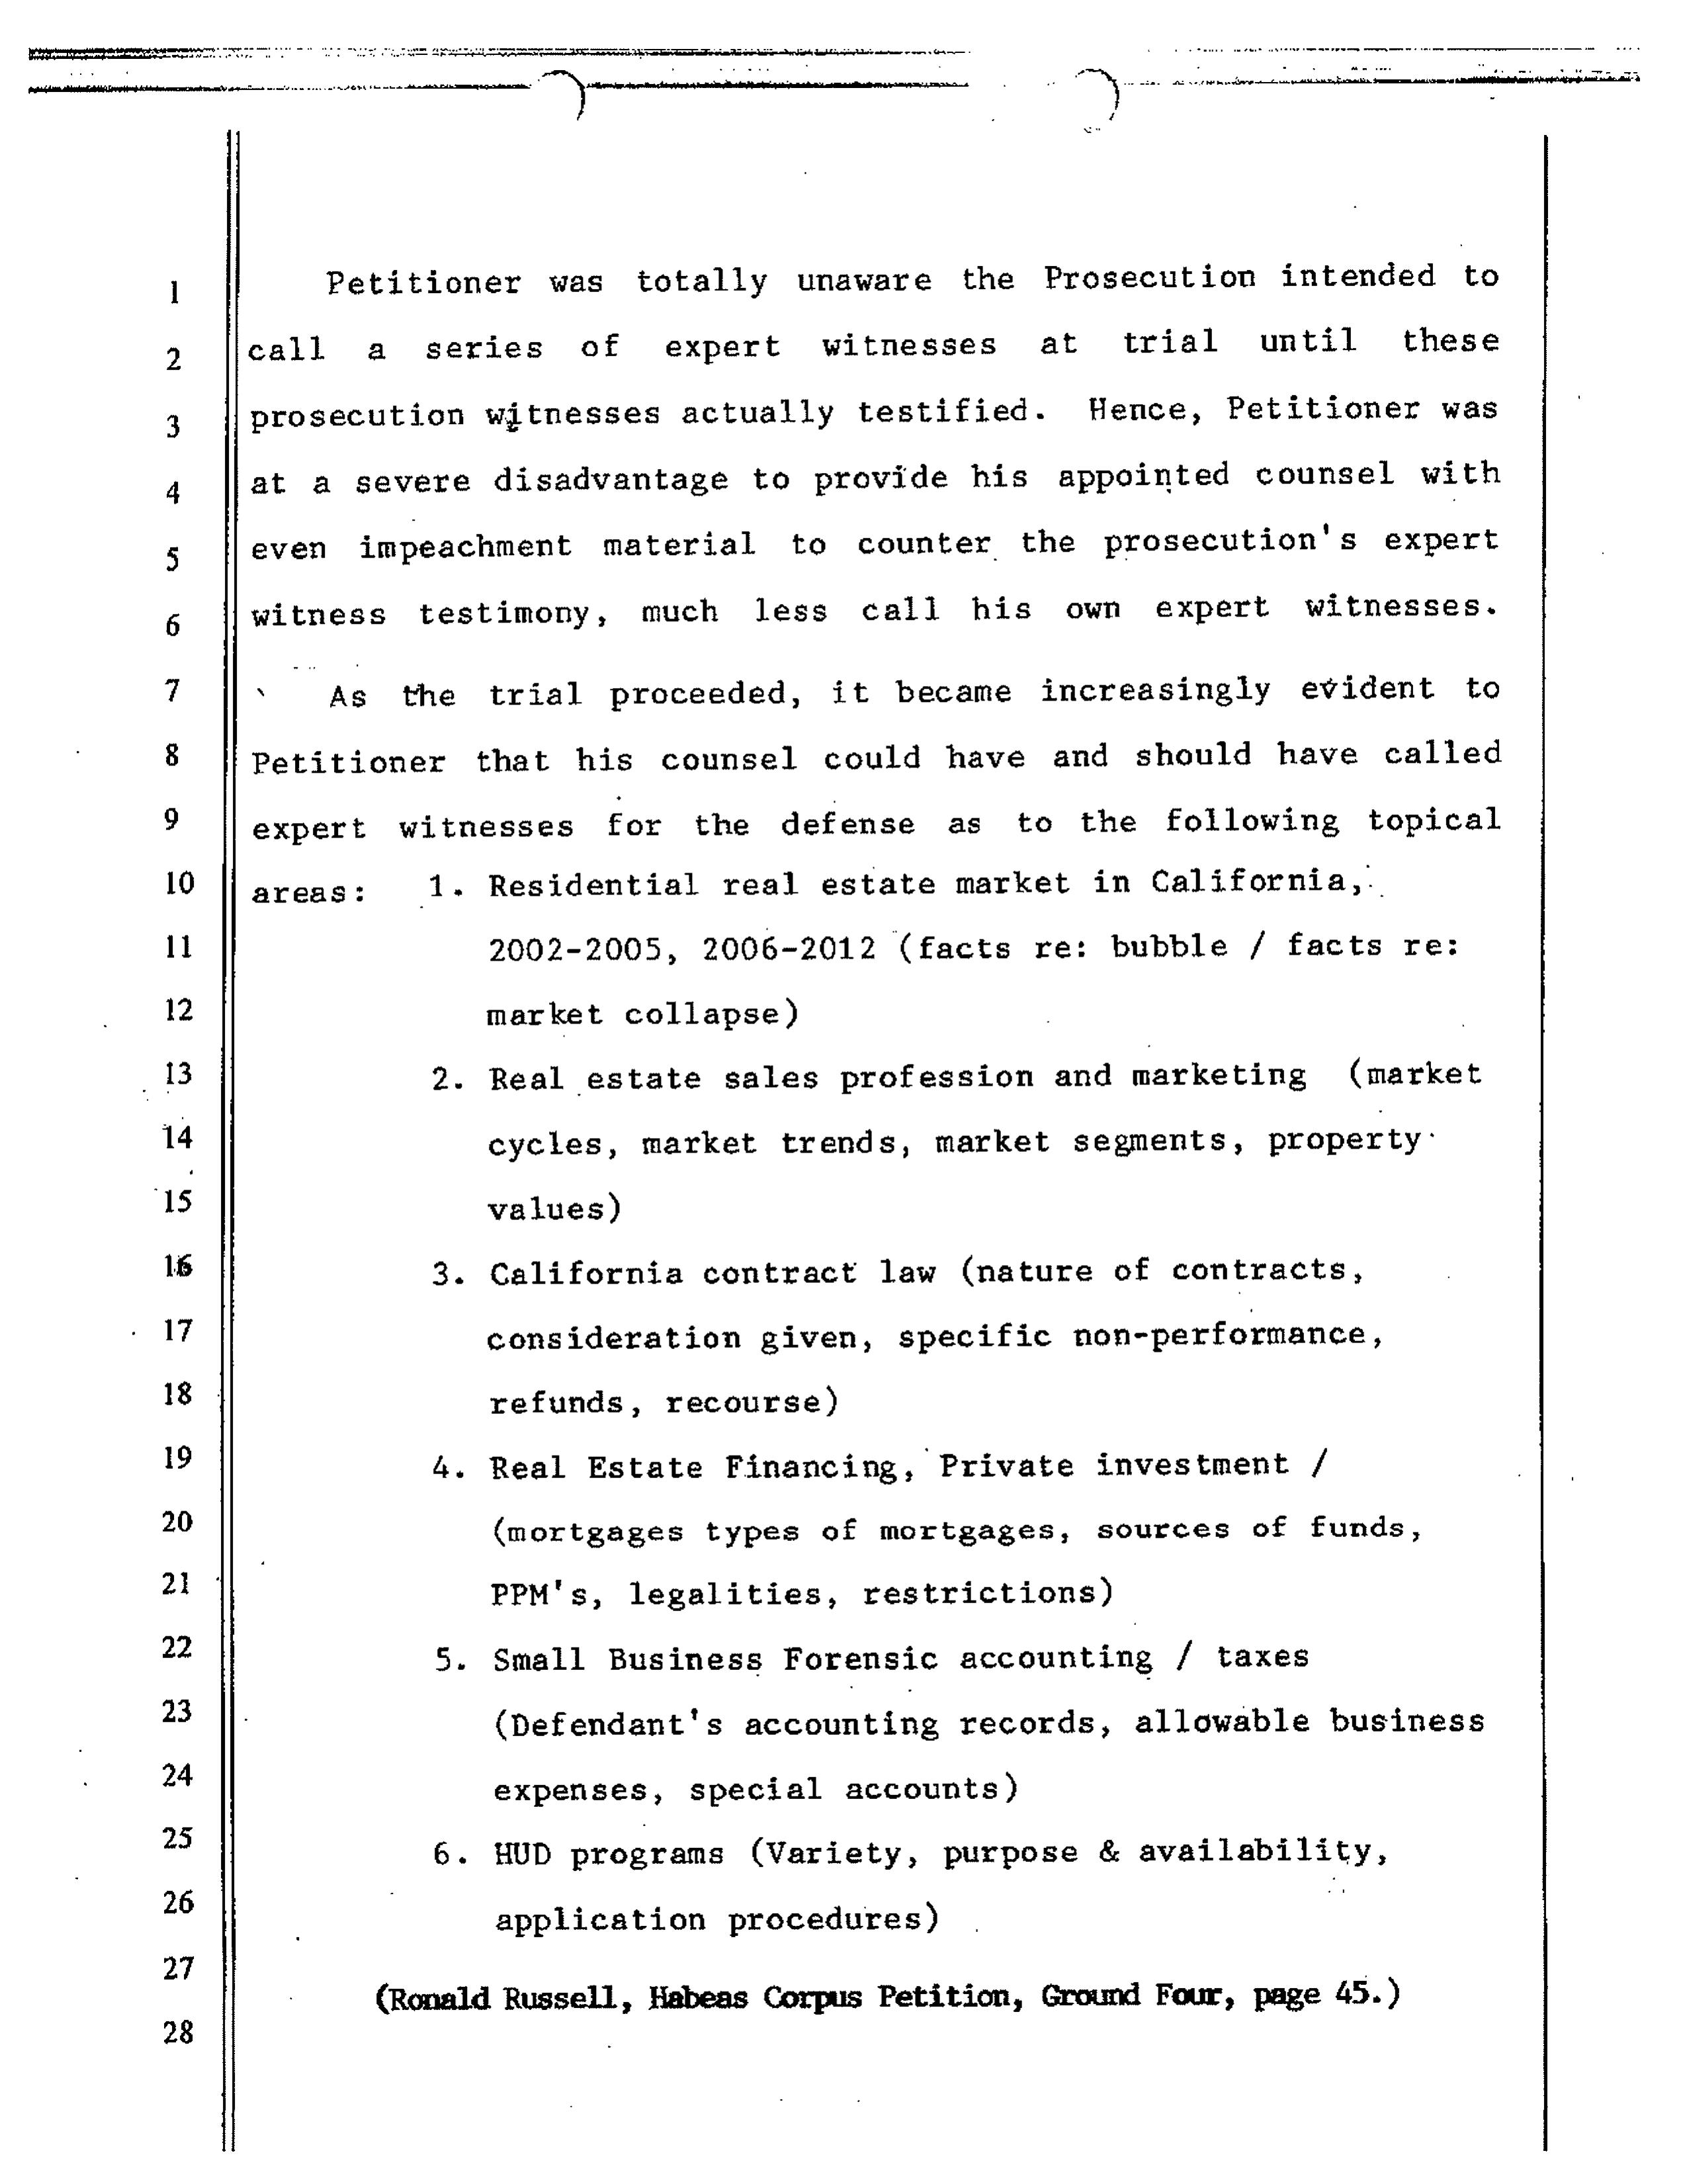 1 Petitioner was totally unaware the Prosecution intended to
2 call a series of expert witnesses at trial until these
3 prosecution witnesses actually testified. Hence, Petitioner was
4 at a severe disadvantage to provide his appointed counsel with
5 even impeachment material to counter the prosecution's expert
6 witness testimony, much less call his own expert witnesses.
7 As the trial proceeded, it became increasingly evident to
8 Petitioner that his counsel could have and should have called
9 expert witnesses for the defense as to the following topical
10 areas: 1. Residential real estate market in California,
11 2002-2005, 2006-2012 (facts re: bubble / facts re:
12 market collapse)
13 2. Real estate sales profession and marketing (market
14 cycles, market trends, market segments, property
15 values)
16 3. California contract law (nature of contracts,
17 consideration given, specific non-performance,
18 refunds, recourse)
19 4. Real Estate Financing, Private investment /
20 (mortgages types of mortgages, sources of funds,
21 PPM's, legalities, restrictions)
22 5. Small Business Forensic accounting / taxes
23 (Defendant's accounting records, allowable business
24 expenses, special accounts)
25 6. HUD programs (Variety, purpose & availability,
26 application procedures)
27 (Ronald Russell, Habeas Corpus Petition, Ground Four, page 45.)
28